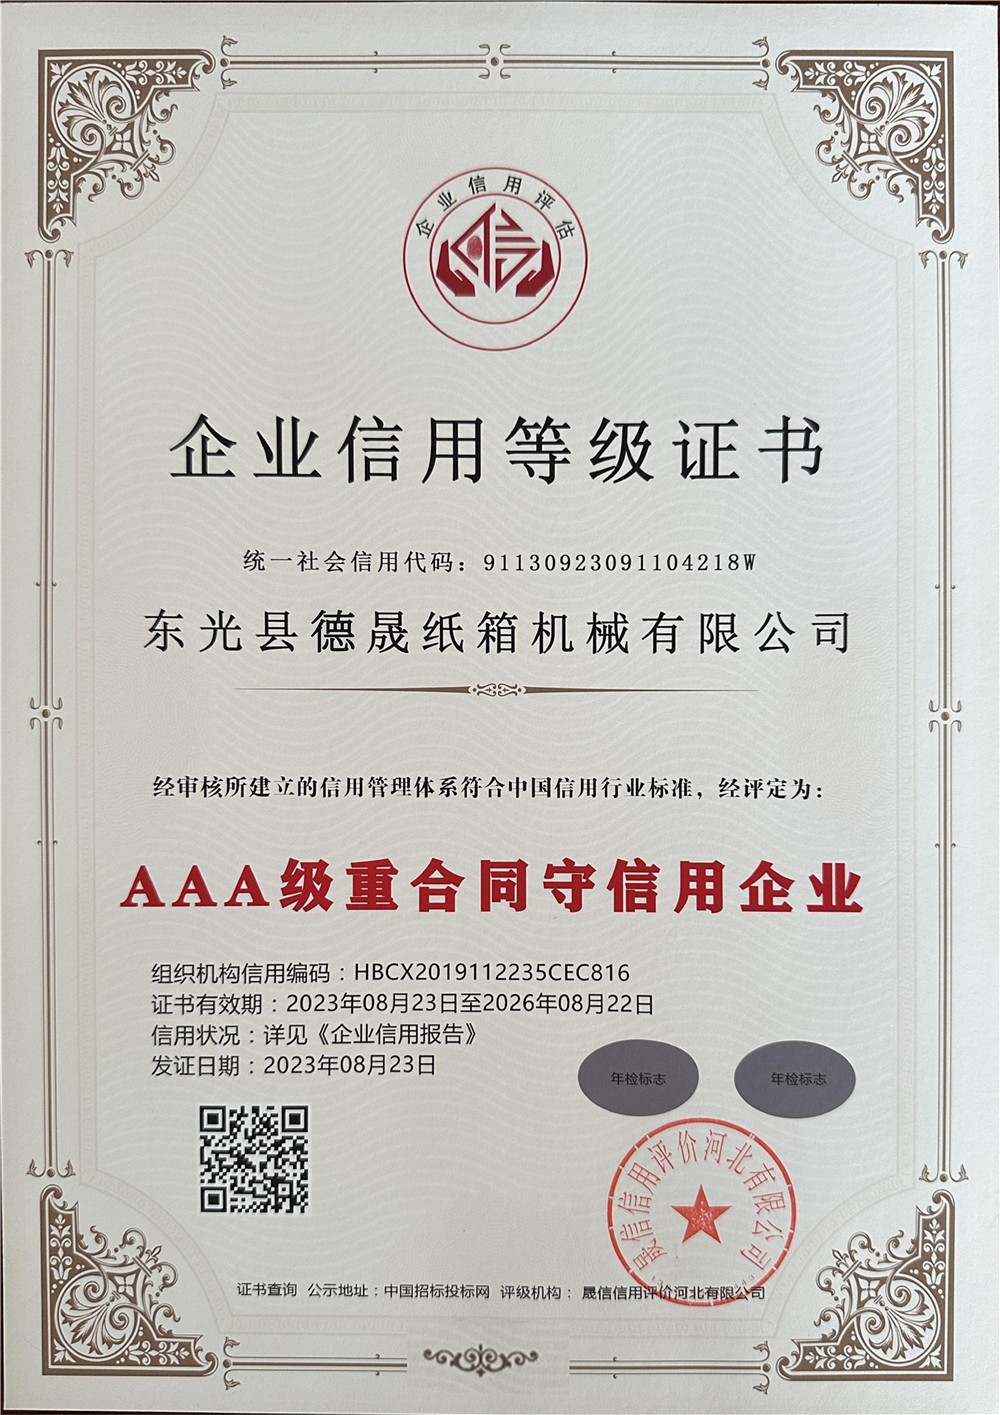 企业信用评估
信
企业信用等级证书
统一社会信用代码：91130923091104218W
东光县德晟纸箱机械有限公司
经审核所建立的信用管理体系符合中国信用行业标准，经评定为：
AAA级重合同守信用企业
组织机构信用编码：HBCX2019112235CEC816
证书有效期：2023年08月23日至2026年08月22日
信用状况：详见《企业信用报告》
发证日期：2023年08月23日
年检标志 年检标志
晟信信用评价河北有限公司
证书查询 公示地址：中国招标投标网 评级机构：晟信信用评价河北有限公司